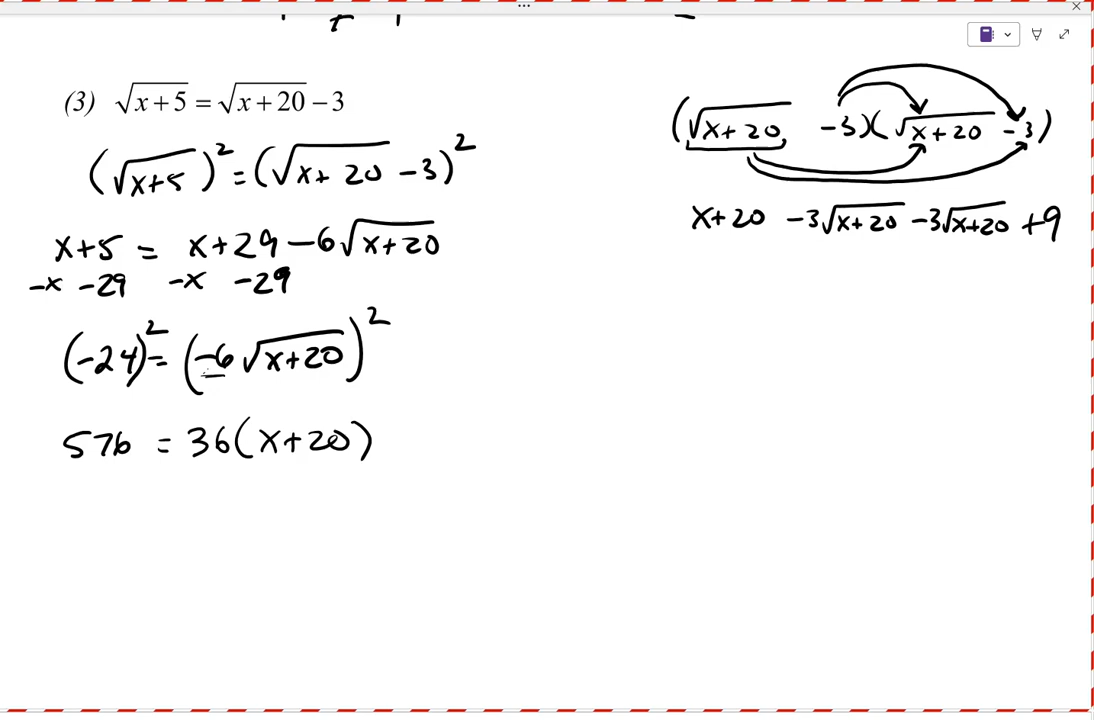 (3) √(x+5) = √(x+20) − 3
(√(x+5))² = (√(x+20) −3)²
x+5 = x+29 −6√(x+20)
−x −29 −x −29
(−24)² = (−6√(x+20))²
576 = 36(x+20)
(√(x+20) −3)(√(x+20) −3)
x+20 −3√(x+20) −3√(x+20) +9